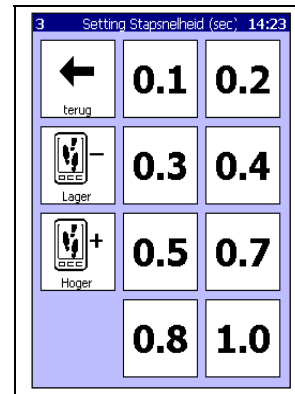 3 Setting Stapsnelheid (sec) 14:23
terug 0.1 0.2
Lager 0.3 0.4
Hoger 0.5 0.7
0.8 1.0